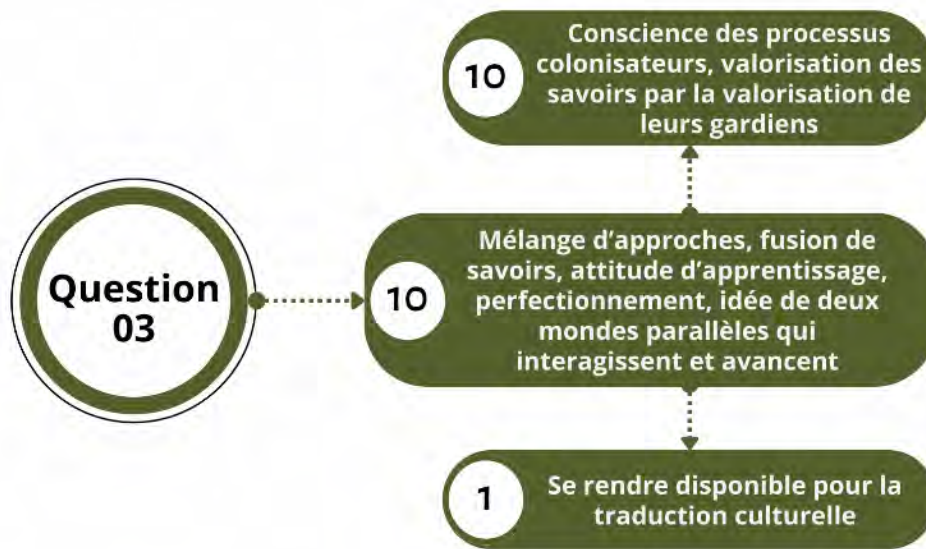 10
Conscience des processus
colonisateurs, valorisation des
savoirs par la valorisation de
leurs gardiens
Question
03
10
Mélange d’approches, fusion de
savoirs, attitude d’apprentissage,
perfectionnement, idée de deux
mondes parallèles qui
interagissent et avancent
1
Se rendre disponible pour la
traduction culturelle